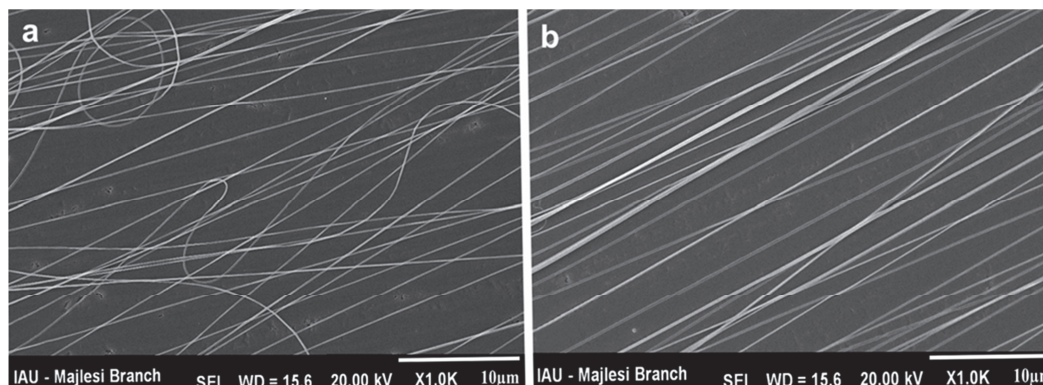 a
b
IAU - Majlesi Branch SEI WD = 15.6 20.00 kV X1.0K 10µm
IAU - Majlesi Branch SEI WD = 15.6 20.00 kV X1.0K 10µm